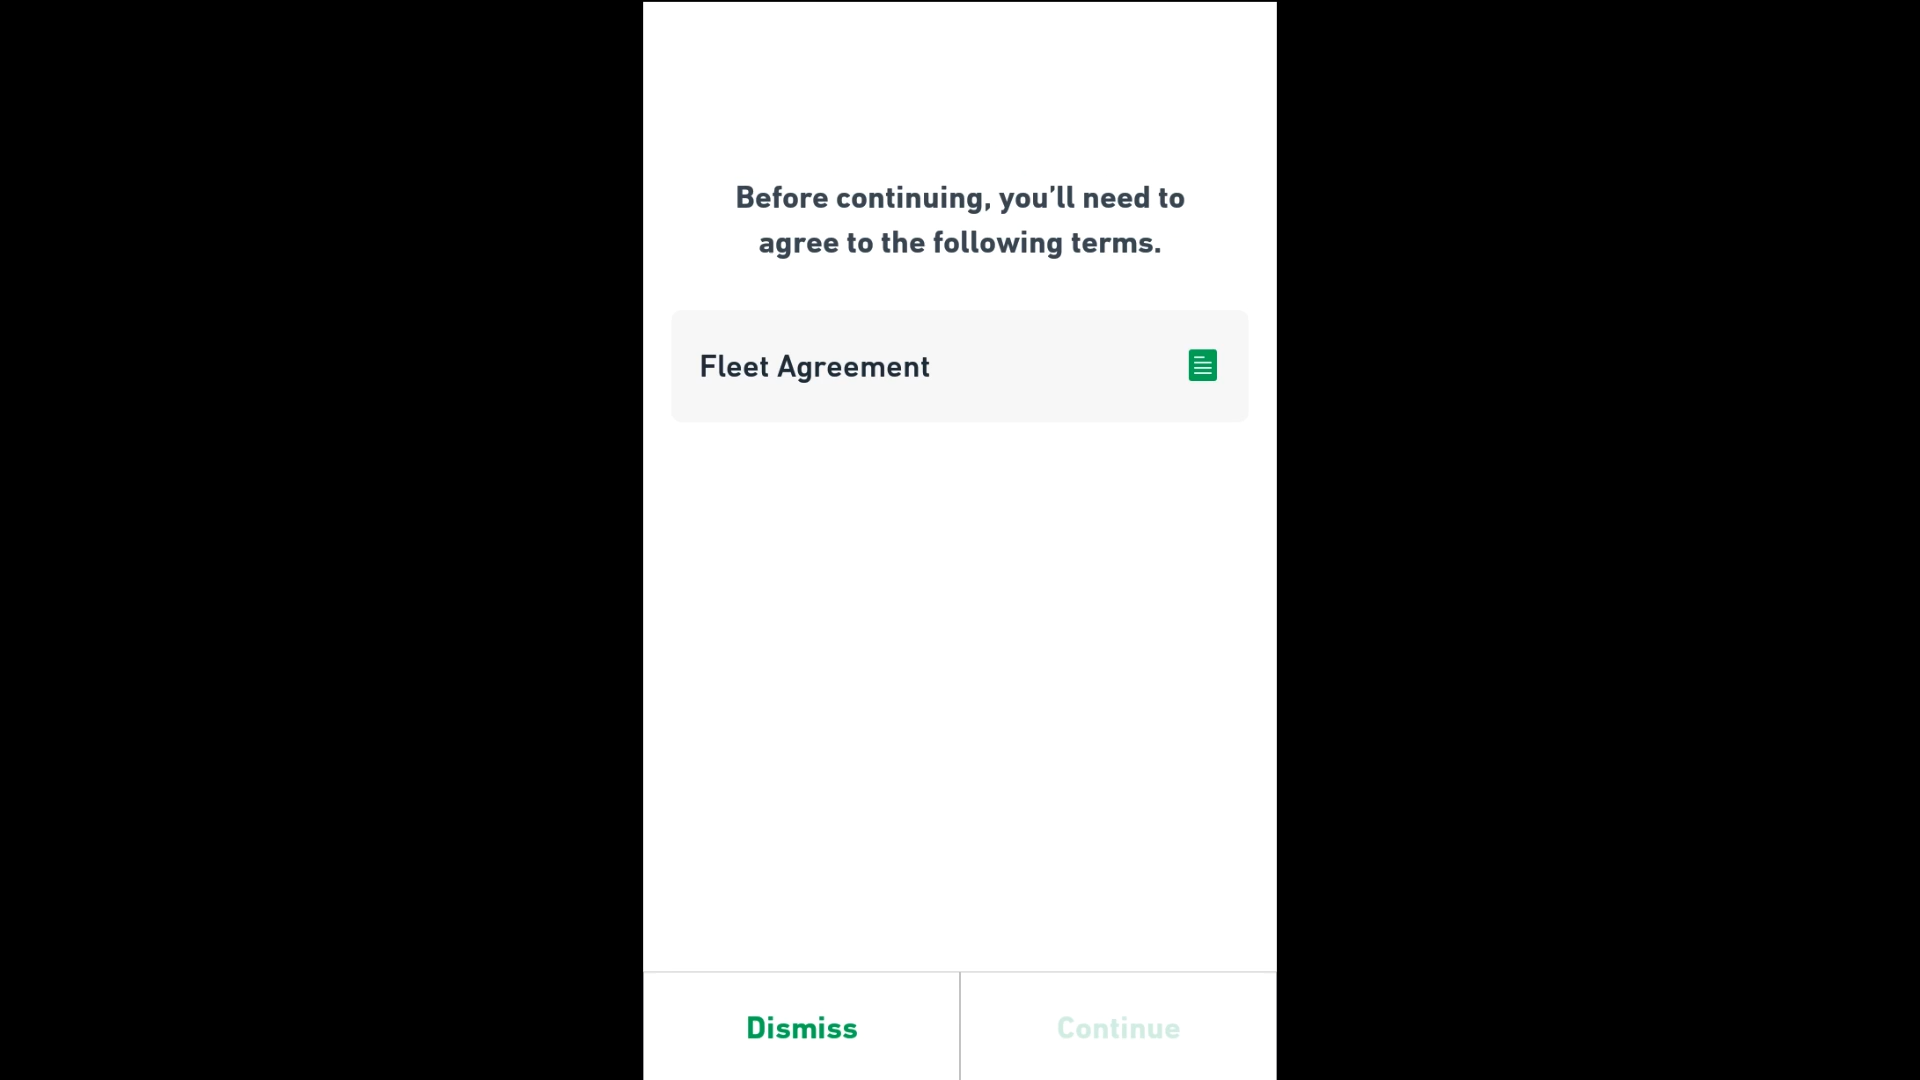 Before continuing, you’ll need to
agree to the following terms.
Fleet Agreement
Dismiss
Continue